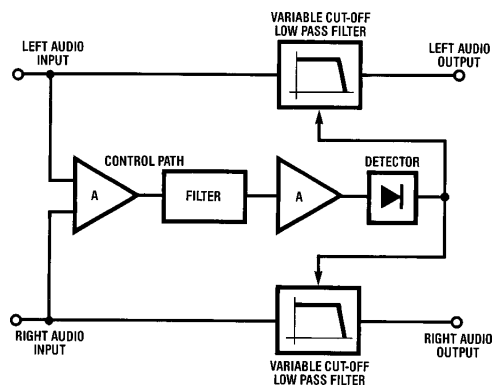 VARIABLE CUT-OFF
LOW PASS FILTER
LEFT AUDIO
INPUT
LEFT AUDIO
OUTPUT
CONTROL PATH
DETECTOR
A
FILTER
A
RIGHT AUDIO
INPUT
RIGHT AUDIO
OUTPUT
VARIABLE CUT-OFF
LOW PASS FILTER